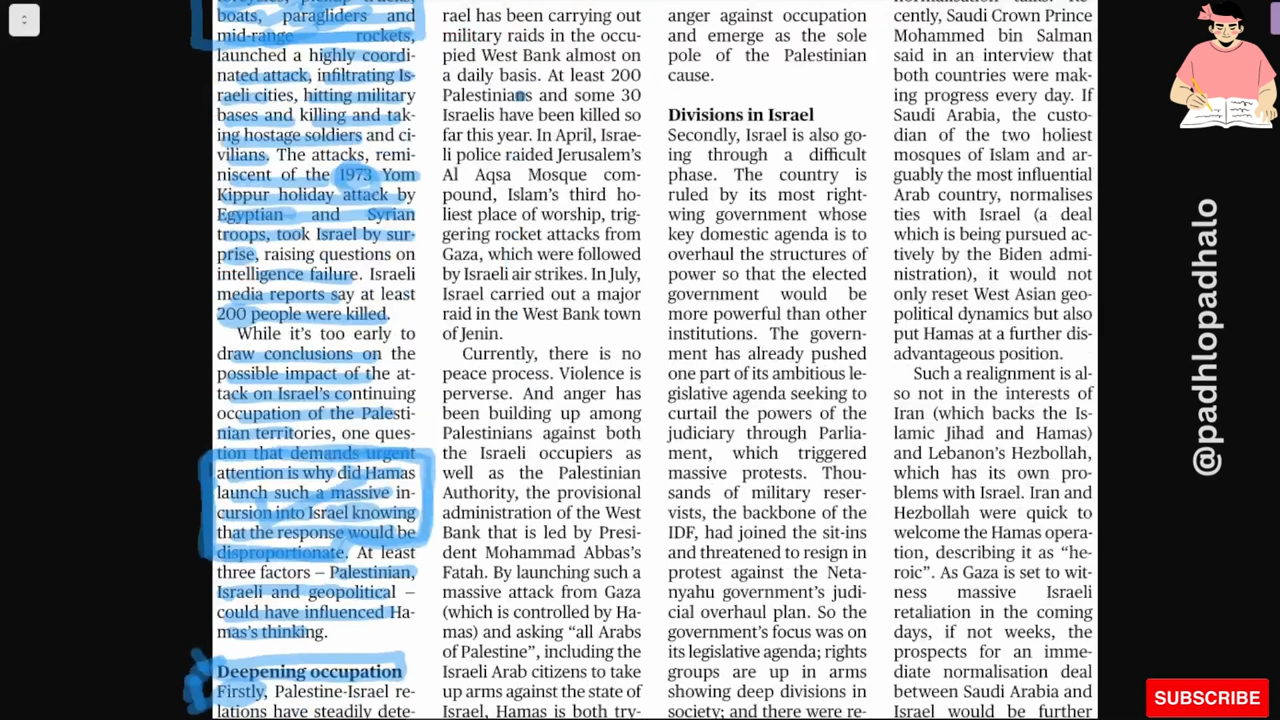 boats, paragliders and
mid-range rockets,
launched a highly coordi-
nated attack, infiltrating Is-
raeli cities, hitting military
bases and killing and tak-
ing hostage soldiers and ci-
vilians. The attacks, remi-
niscent of the 1973 Yom
Kippur holiday attack by
Egyptian and Syrian
troops, took Israel by sur-
prise, raising questions on
intelligence failure. Israeli
media reports say at least
200 people were killed.
While it's too early to
draw conclusions on the
possible impact of the at-
tack on Israel's continuing
occupation of the Palesti-
nian territories, one ques-
tion that demands urgent
attention is why did Hamas
launch such a massive in-
cursion into Israel knowing
that the response would be
disproportionate. At least
three factors – Palestinian,
Israeli and geopolitical –
could have influenced Ha-
mas's thinking.
Deepening occupation
Firstly, Palestine-Israel re-
lations have steadily dete-
rael has been carrying out
military raids in the occu-
pied West Bank almost on
a daily basis. At least 200
Palestinians and some 30
Israelis have been killed so
far this year. In April, Israe-
li police raided Jerusalem's
Al Aqsa Mosque com-
pound, Islam's third ho-
liest place of worship, trig-
gering rocket attacks from
Gaza, which were followed
by Israeli air strikes. In July,
Israel carried out a major
raid in the West Bank town
of Jenin.
Currently, there is no
peace process. Violence is
perverse. And anger has
been building up among
Palestinians against both
the Israeli occupiers as
well as the Palestinian
Authority, the provisional
administration of the West
Bank that is led by Presi-
dent Mohammad Abbas's
Fatah. By launching such a
massive attack from Gaza
(which is controlled by Ha-
mas) and asking “all Arabs
of Palestine”, including the
Israeli Arab citizens to take
up arms against the state of
Israel, Hamas is both try-
anger against occupation
and emerge as the sole
pole of the Palestinian
cause.
Divisions in Israel
Secondly, Israel is also go-
ing through a difficult
phase. The country is
ruled by its most right-
wing government whose
key domestic agenda is to
overhaul the structures of
power so that the elected
government would be
more powerful than other
institutions. The govern-
ment has already pushed
one part of its ambitious le-
gislative agenda seeking to
curtail the powers of the
judiciary through Parlia-
ment, which triggered
massive protests. Thou-
sands of military reser-
vists, the backbone of the
IDF, had joined the sit-ins
and threatened to resign in
protest against the Neta-
nyahu government's judi-
cial overhaul plan. So the
government's focus was on
its legislative agenda; rights
groups are up in arms
showing deep divisions in
society; and there were re-
cently, Saudi Crown Prince
Mohammed bin Salman
said in an interview that
both countries were mak-
ing progress every day. If
Saudi Arabia, the custo-
dian of the two holiest
mosques of Islam and ar-
guably the most influential
Arab country, normalises
ties with Israel (a deal
which is being pursued ac-
tively by the Biden admi-
nistration), it would not
only reset West Asian geo-
political dynamics but also
put Hamas at a further dis-
advantageous position.
Such a realignment is al-
so not in the interests of
Iran (which backs the Is-
lamic Jihad and Hamas)
and Lebanon's Hezbollah,
which has its own pro-
blems with Israel. Iran and
Hezbollah were quick to
welcome the Hamas opera-
tion, describing it as “he-
roic”. As Gaza is set to wit-
ness massive Israeli
retaliation in the coming
days, if not weeks, the
prospects for an imme-
diate normalisation deal
between Saudi Arabia and
Israel would be further
@padhlopadhalo
SUBSCRIBE